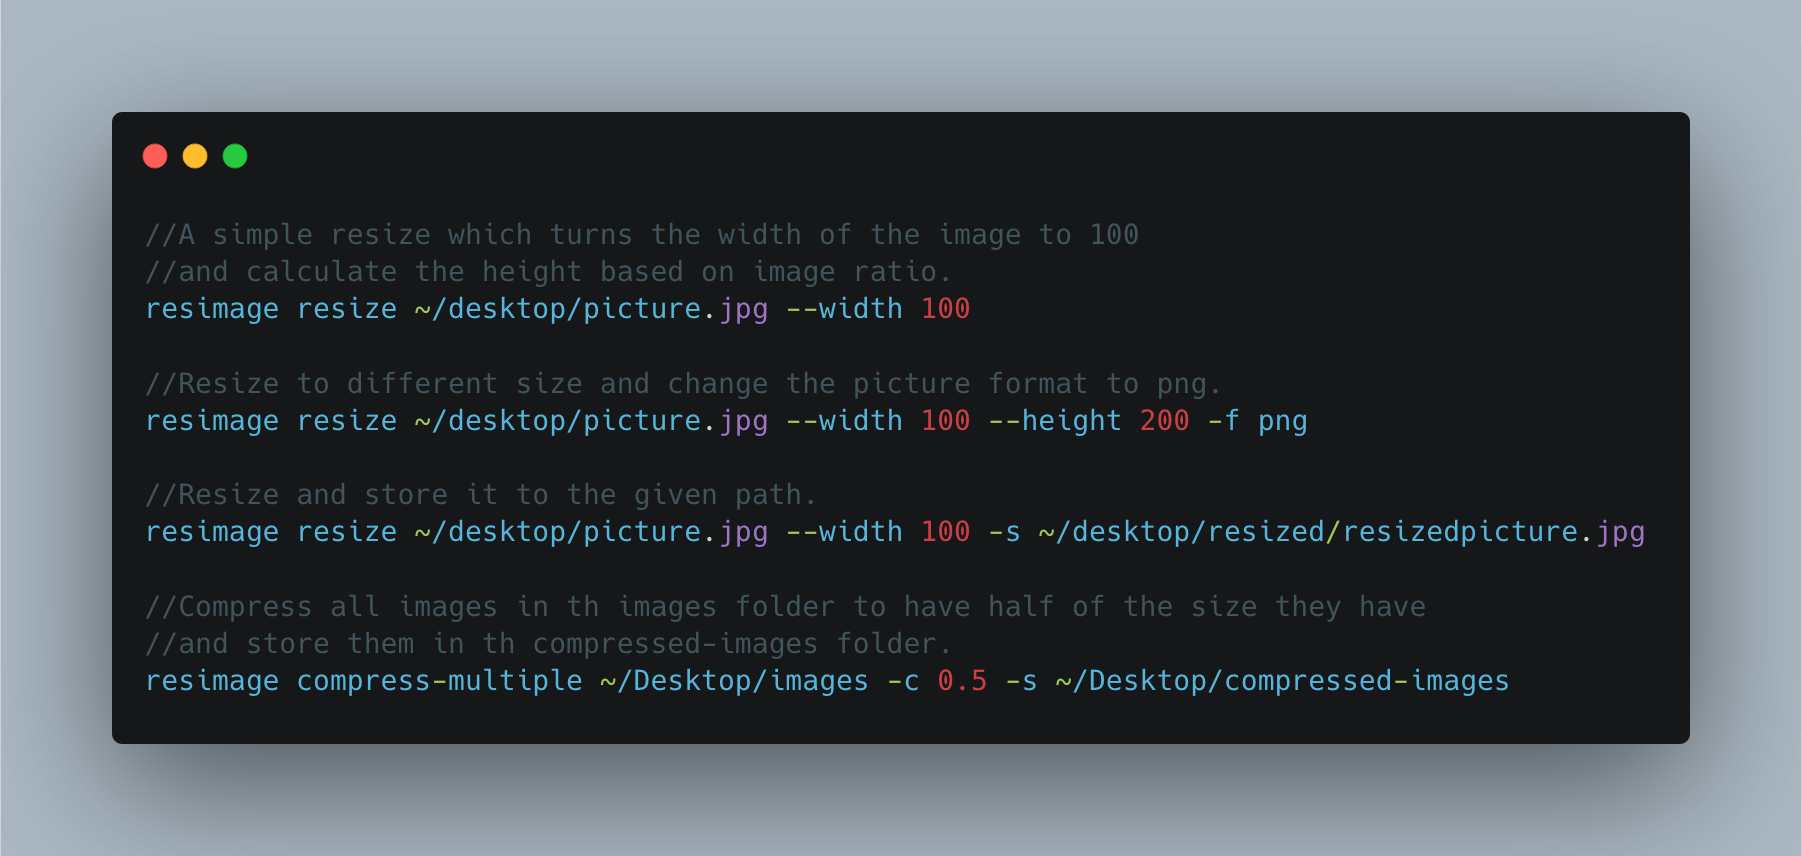 //A simple resize which turns the width of the image to 100
//and calculate the height based on image ratio.
resimage resize ~/desktop/picture.jpg --width 100
//Resize to different size and change the picture format to png.
resimage resize ~/desktop/picture.jpg --width 100 --height 200 -f png
//Resize and store it to the given path.
resimage resize ~/desktop/picture.jpg --width 100 -s ~/desktop/resized/resizedpicture.jpg
//Compress all images in th images folder to have half of the size they have
//and store them in th compressed-images folder.
resimage compress-multiple ~/Desktop/images -c 0.5 -s ~/Desktop/compressed-images